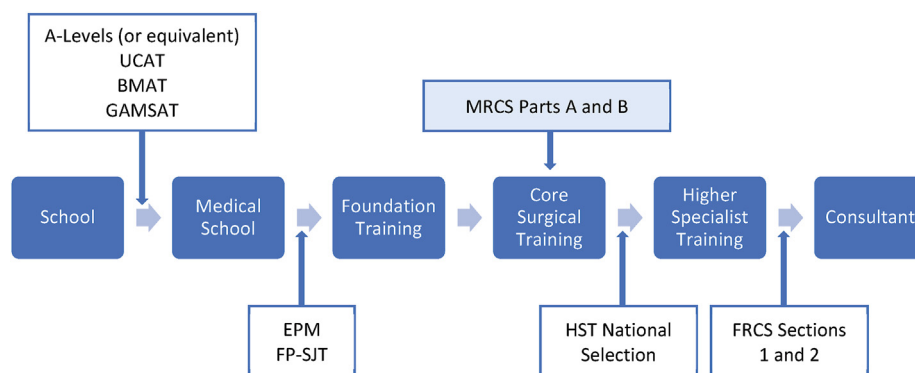 A-Levels (or equivalent)
UCAT
BMAT
GAMSAT
MRCS Parts A and B
School
Medical
School
Foundation
Training
Core
Surgical
Training
Higher
Specialist
Training
Consultant
EPM
FP-SJT
HST National
Selection
FRCS Sections
1 and 2